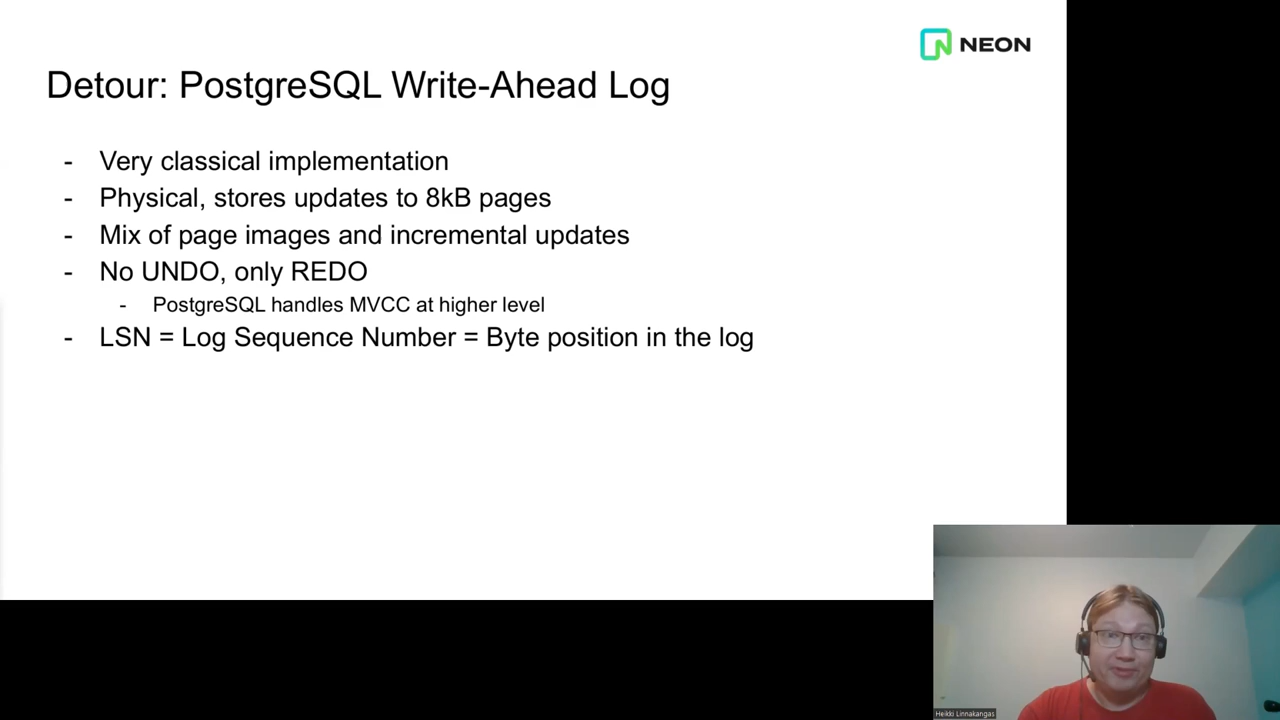 NEON
Detour: PostgreSQL Write-Ahead Log
- Very classical implementation
- Physical, stores updates to 8kB pages
- Mix of page images and incremental updates
- No UNDO, only REDO
- PostgreSQL handles MVCC at higher level
- LSN = Log Sequence Number = Byte position in the log
Heikki Linnakangas